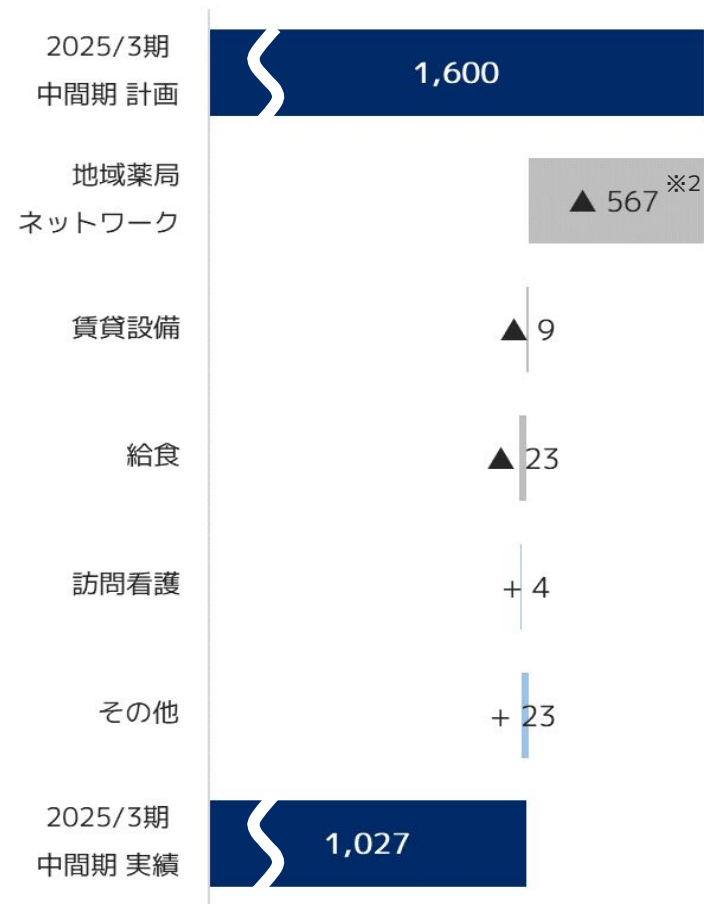 2025/3期
中間期 計画
1,600
地域薬局
ネットワーク
▲ 567 ※2
賃貸設備
▲ 9
給食
▲ 23
訪問看護
+ 4
その他
+ 23
2025/3期
中間期 実績
1,027